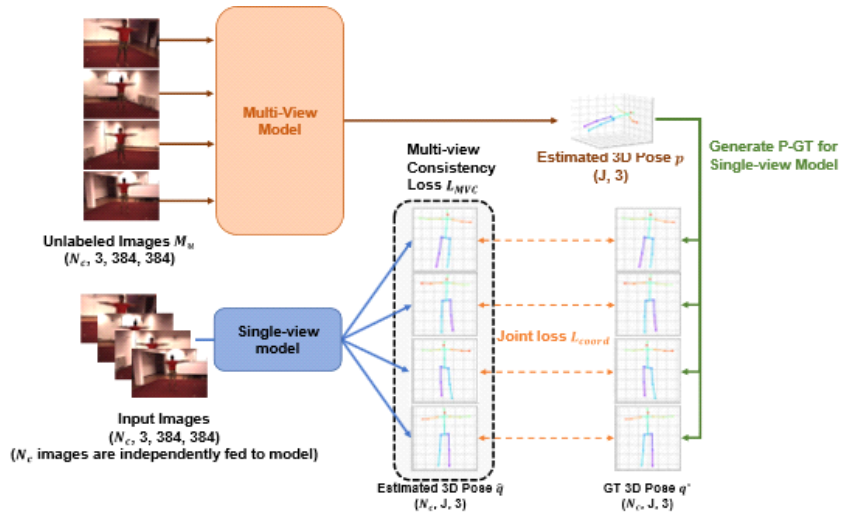 Multi-View
Model
Unlabeled Images M_u
(N_c, 3, 384, 384)
Estimated 3D Pose p
(J, 3)
Generate P-GT for
Single-view Model
Multi-view
Consistency
Loss L_MVC
Single-view
model
Joint loss L_coord
Input Images
(N_c, 3, 384, 384)
(N_c images are independently fed to model)
Estimated 3D Pose q̂
(N_c, J, 3)
GT 3D Pose q*
(N_c, J, 3)